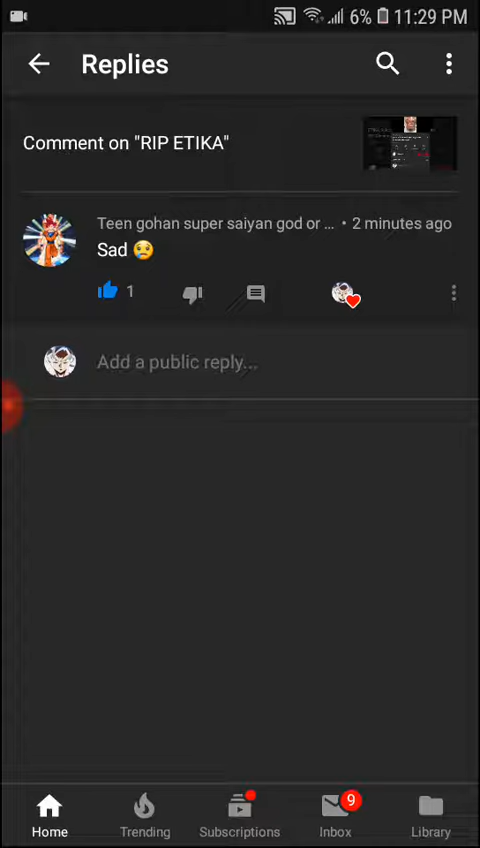 6% 11:29 PM
Replies
Comment on "RIP ETIKA"
Teen gohan super saiyan god or ... • 2 minutes ago
Sad 😢
1
Add a public reply...
9
Home Trending Subscriptions Inbox Library